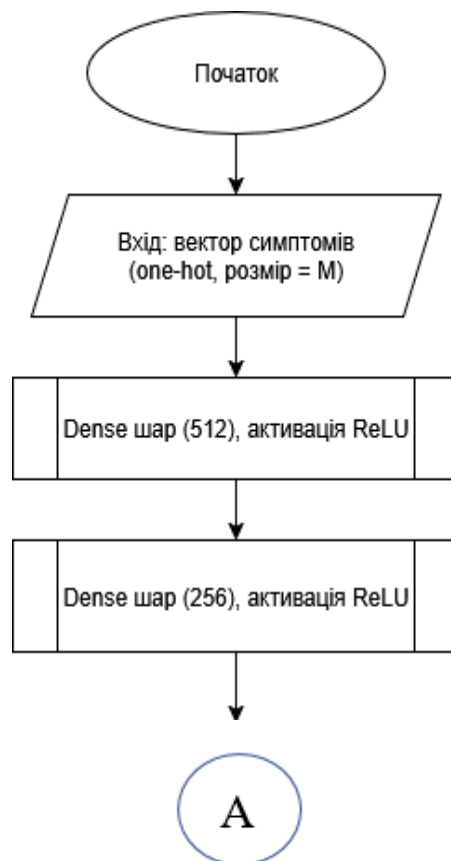 Початок
Вхід: вектор симптомів
(one-hot, розмір = M)
Dense шар (512), активація ReLU
Dense шар (256), активація ReLU
А